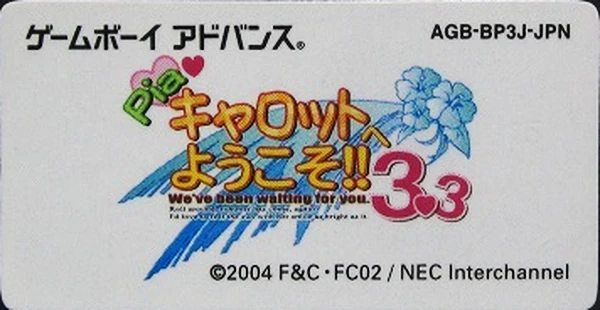 ゲームボーイ アドバンス®
AGB-BP3J-JPN
Pia
キャロットへ
ようこそ!!
3.3
We've been waiting for you.
©2004 F&C・FC02 / NEC Interchannel